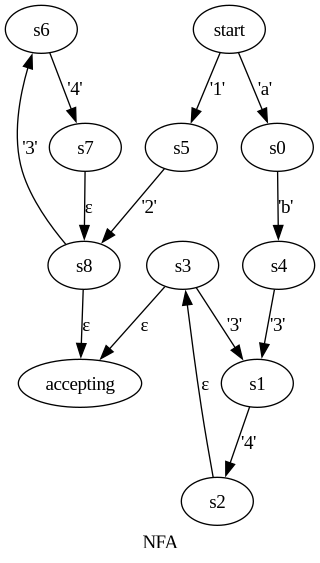 s6 start
'4' '1' 'a'
'3' s7 s5 s0
ε '2' 'b'
s8 s3 s4
ε ε '3' '3'
accepting s1
ε '4'
s2
NFA